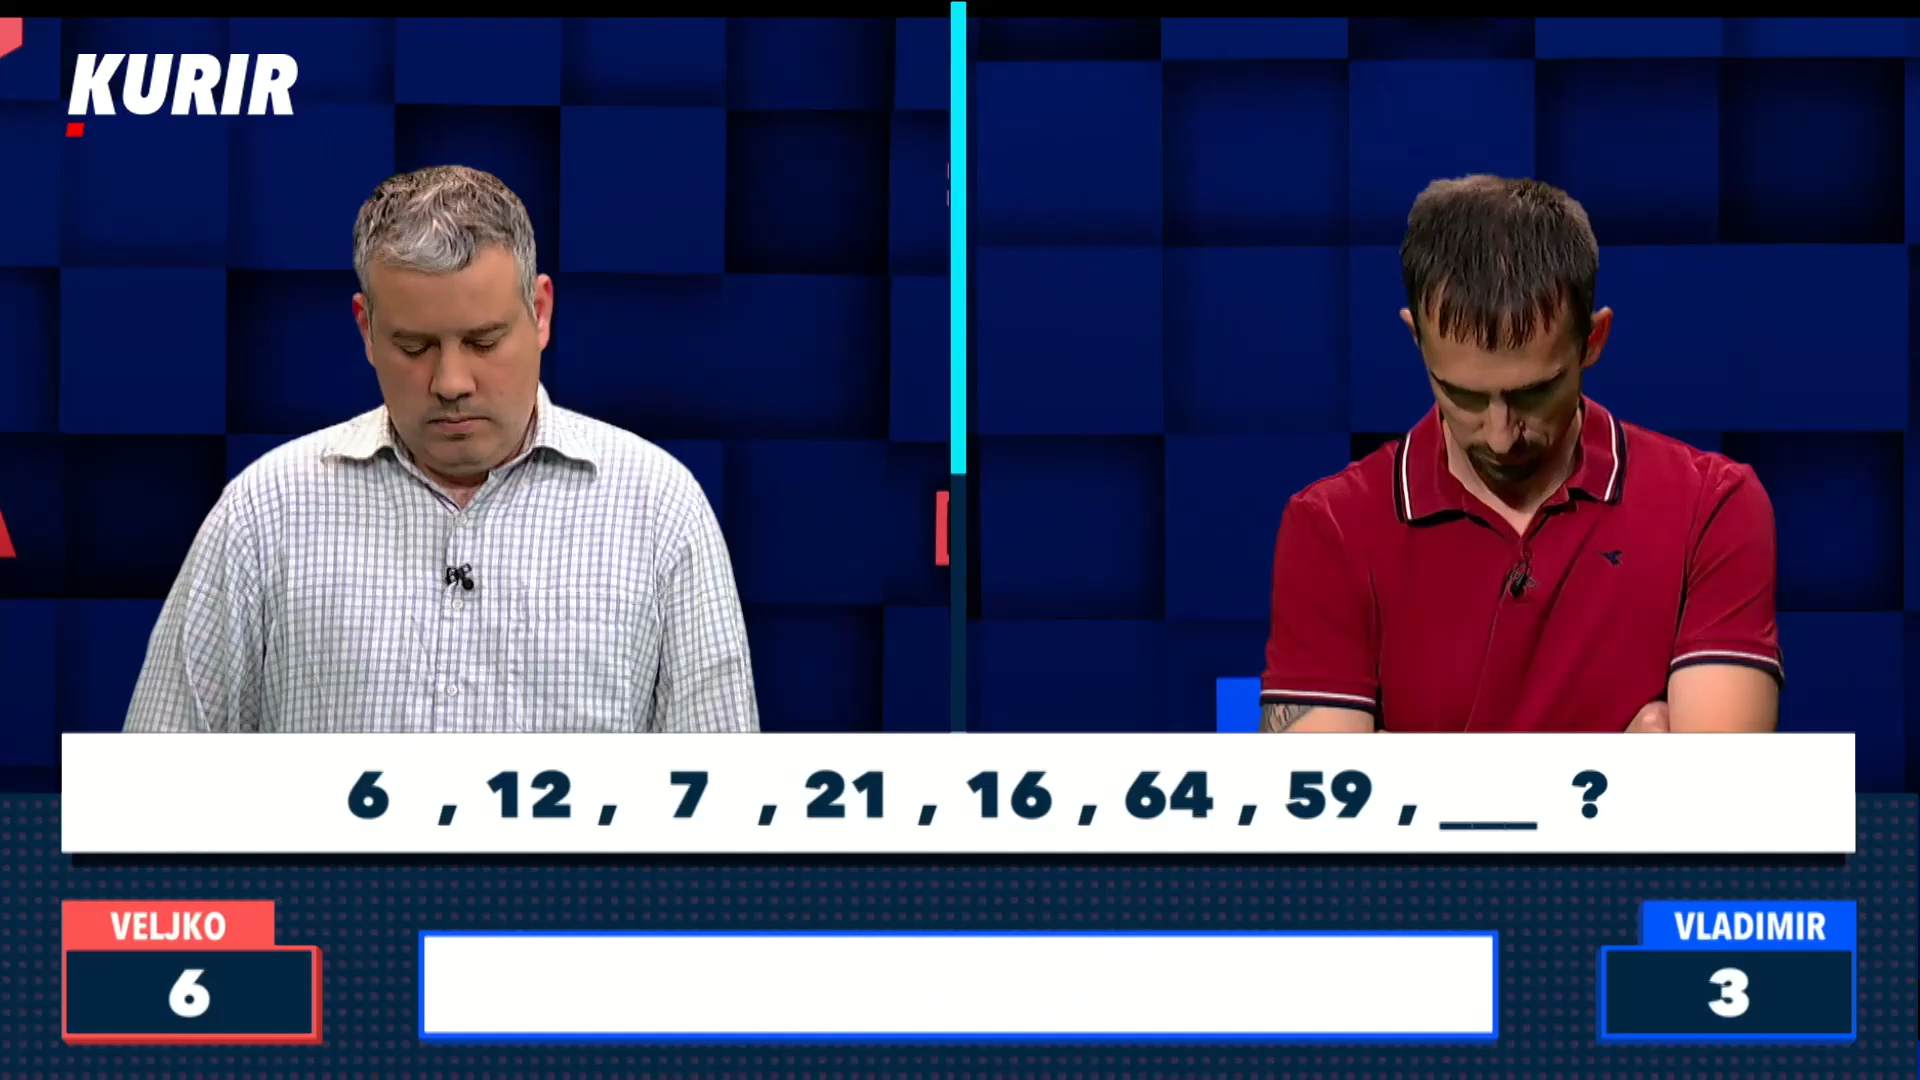 KURIR
6 , 12 , 7 , 21 , 16 , 64 , 59 , ___ ?
VELJKO
6
VLADIMIR
3